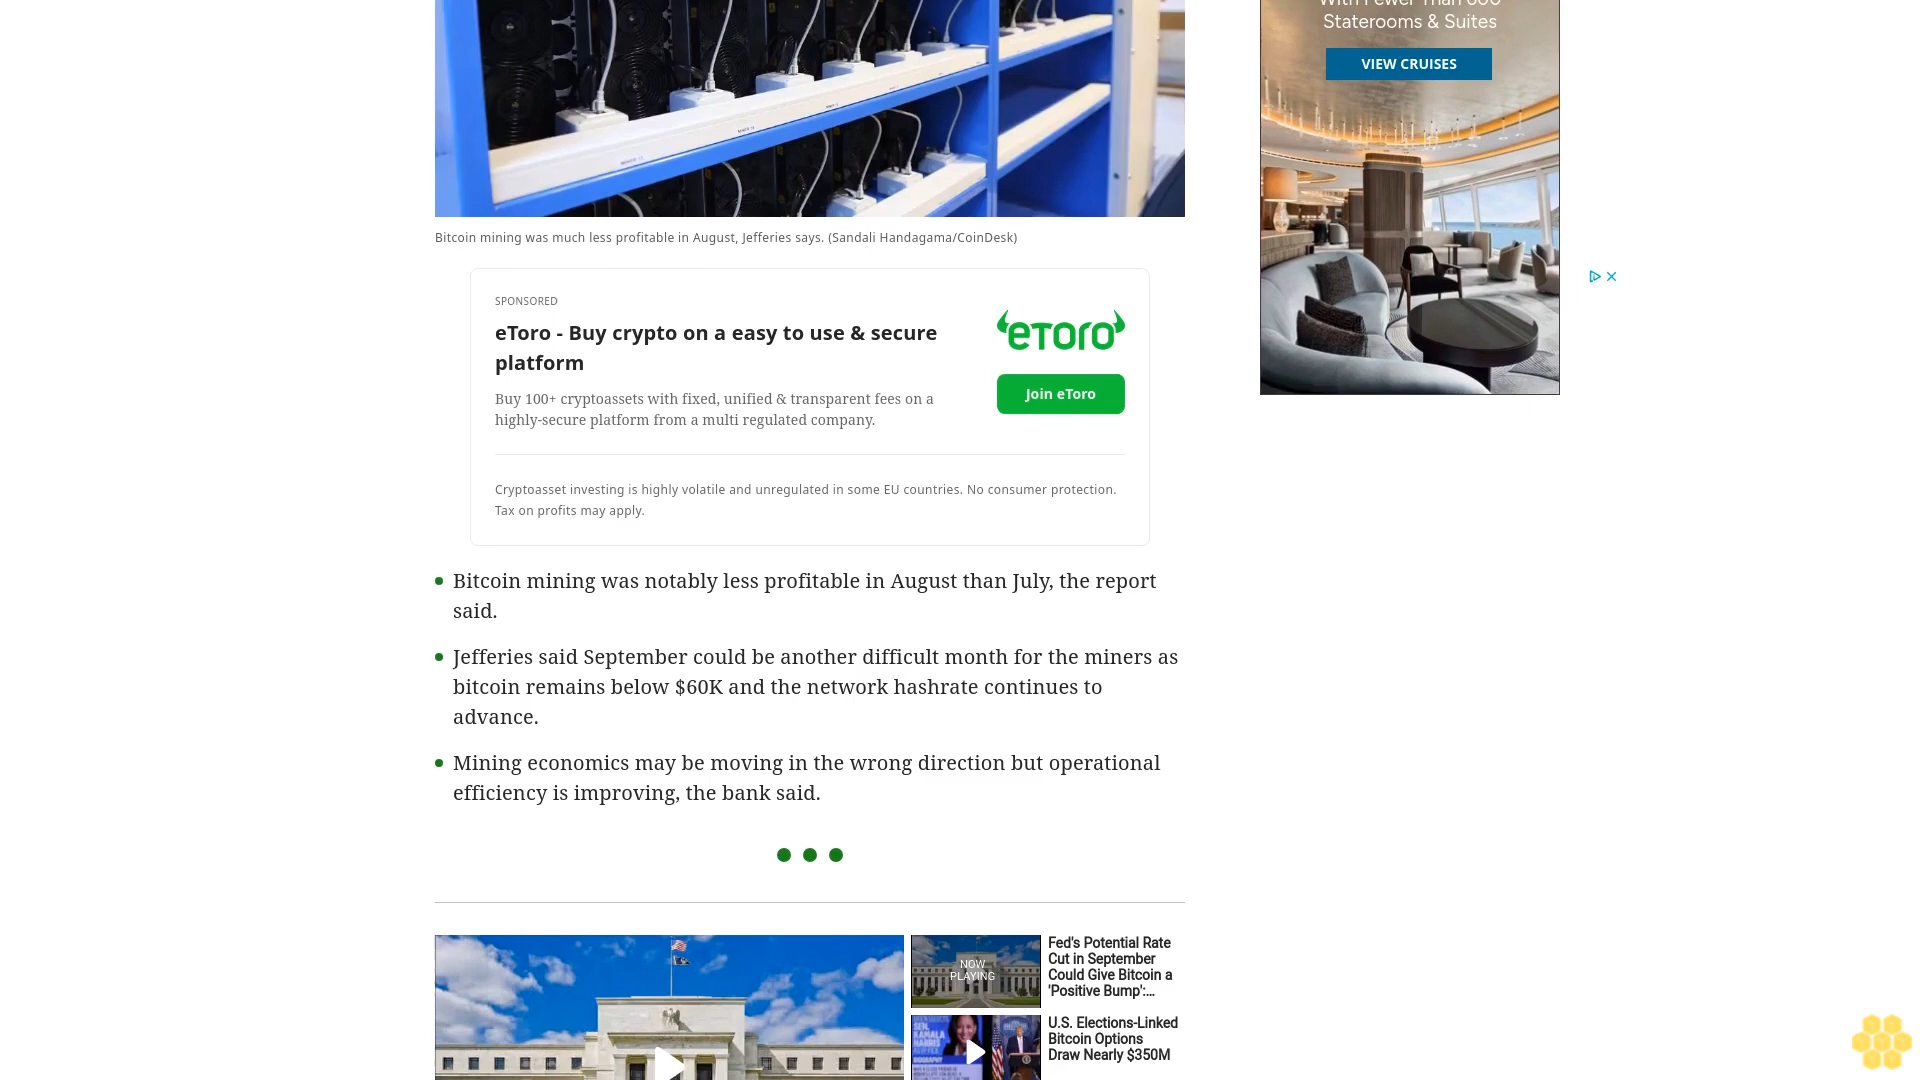 With Fewer Than 600
Staterooms & Suites
VIEW CRUISES
Bitcoin mining was much less profitable in August, Jefferies says. (Sandali Handagama/CoinDesk)
SPONSORED
eToro - Buy crypto on a easy to use & secure
platform
Buy 100+ cryptoassets with fixed, unified & transparent fees on a
highly-secure platform from a multi regulated company.
eToro
Join eToro
Cryptoasset investing is highly volatile and unregulated in some EU countries. No consumer protection.
Tax on profits may apply.
Bitcoin mining was notably less profitable in August than July, the report
said.
Jefferies said September could be another difficult month for the miners as
bitcoin remains below $60K and the network hashrate continues to
advance.
Mining economics may be moving in the wrong direction but operational
efficiency is improving, the bank said.
NOW
PLAYING
Fed's Potential Rate
Cut in September
Could Give Bitcoin a
'Positive Bump':...
U.S. Elections-Linked
Bitcoin Options
Draw Nearly $350M